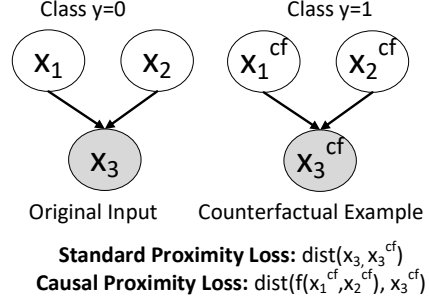 Class y=0 Class y=1
x₁ x₂ x₁ᶜᶠ x₂ᶜᶠ
x₃ x₃ᶜᶠ
Original Input Counterfactual Example
Standard Proximity Loss: dist(x₃, x₃ᶜᶠ)
Causal Proximity Loss: dist(f(x₁ᶜᶠ,x₂ᶜᶠ), x₃ᶜᶠ)